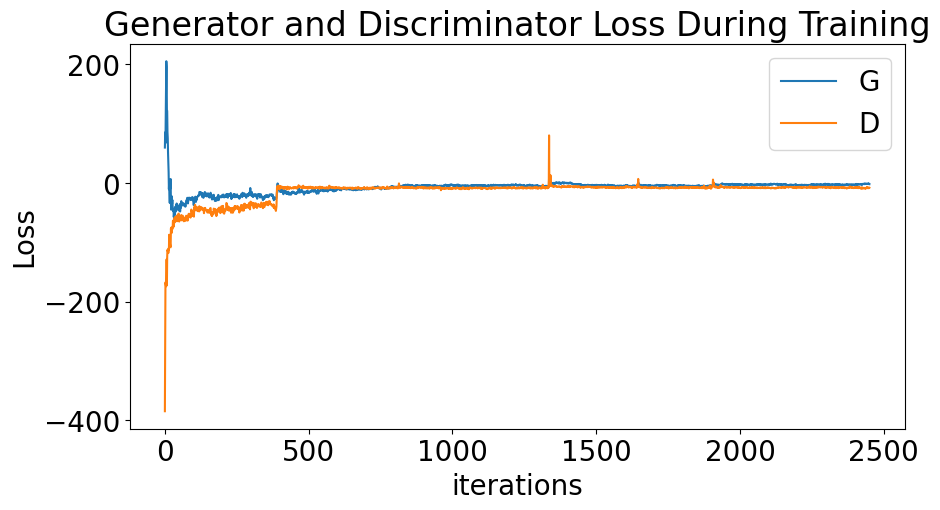 Generator and Discriminator Loss During Training
G
D
Loss
200
0
−200
−400
0 500 1000 1500 2000 2500
iterations